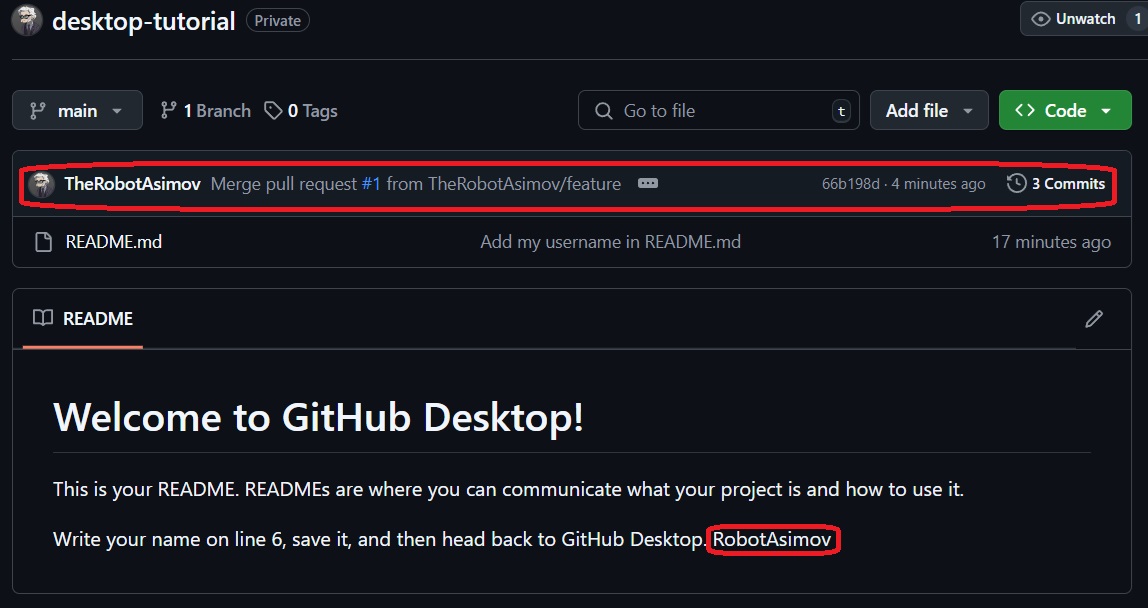 desktop-tutorial Private Unwatch 1
main 1 Branch 0 Tags Go to file t Add file Code
TheRobotAsimov Merge pull request #1 from TheRobotAsimov/feature 66b198d · 4 minutes ago 3 Commits
README.md Add my username in README.md 17 minutes ago
README
Welcome to GitHub Desktop!
This is your README. READMEs are where you can communicate what your project is and how to use it.
Write your name on line 6, save it, and then head back to GitHub Desktop. RobotAsimov